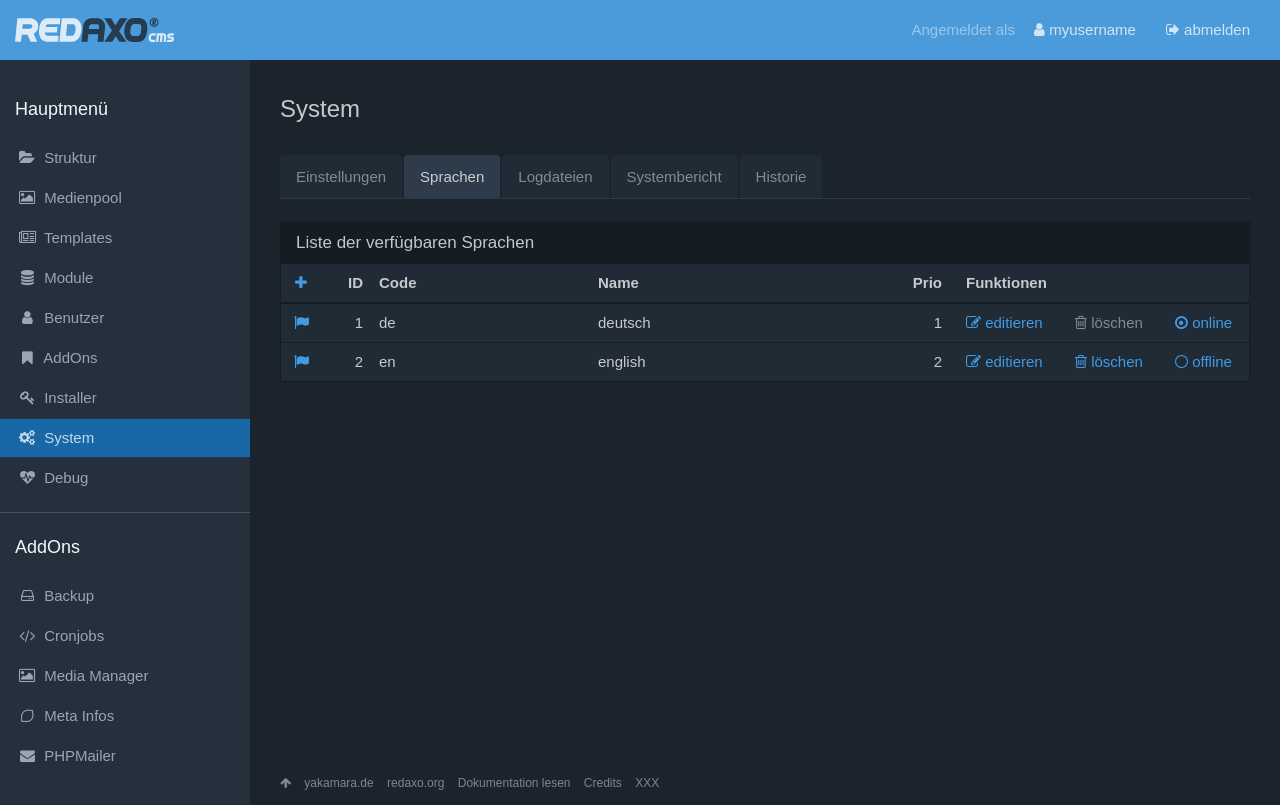 REDAXO® cms
Angemeldet als myusername abmelden
Hauptmenü
Struktur
Medienpool
Templates
Module
Benutzer
AddOns
Installer
System
Debug
AddOns
Backup
Cronjobs
Media Manager
Meta Infos
PHPMailer
System
Einstellungen Sprachen Logdateien Systembericht Historie
Liste der verfügbaren Sprachen
ID Code Name Prio Funktionen
1 de deutsch 1 editieren löschen online
2 en english 2 editieren löschen offline
yakamara.de redaxo.org Dokumentation lesen Credits XXX